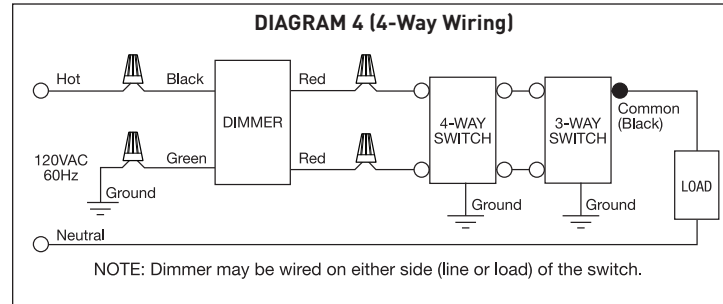 DIAGRAM 4 (4-Way Wiring)
Hot
Black
Red
DIMMER
4-WAY
SWITCH
3-WAY
SWITCH
Common
(Black)
120VAC
60Hz
Green
Red
LOAD
Ground
Ground
Ground
Neutral
NOTE: Dimmer may be wired on either side (line or load) of the switch.